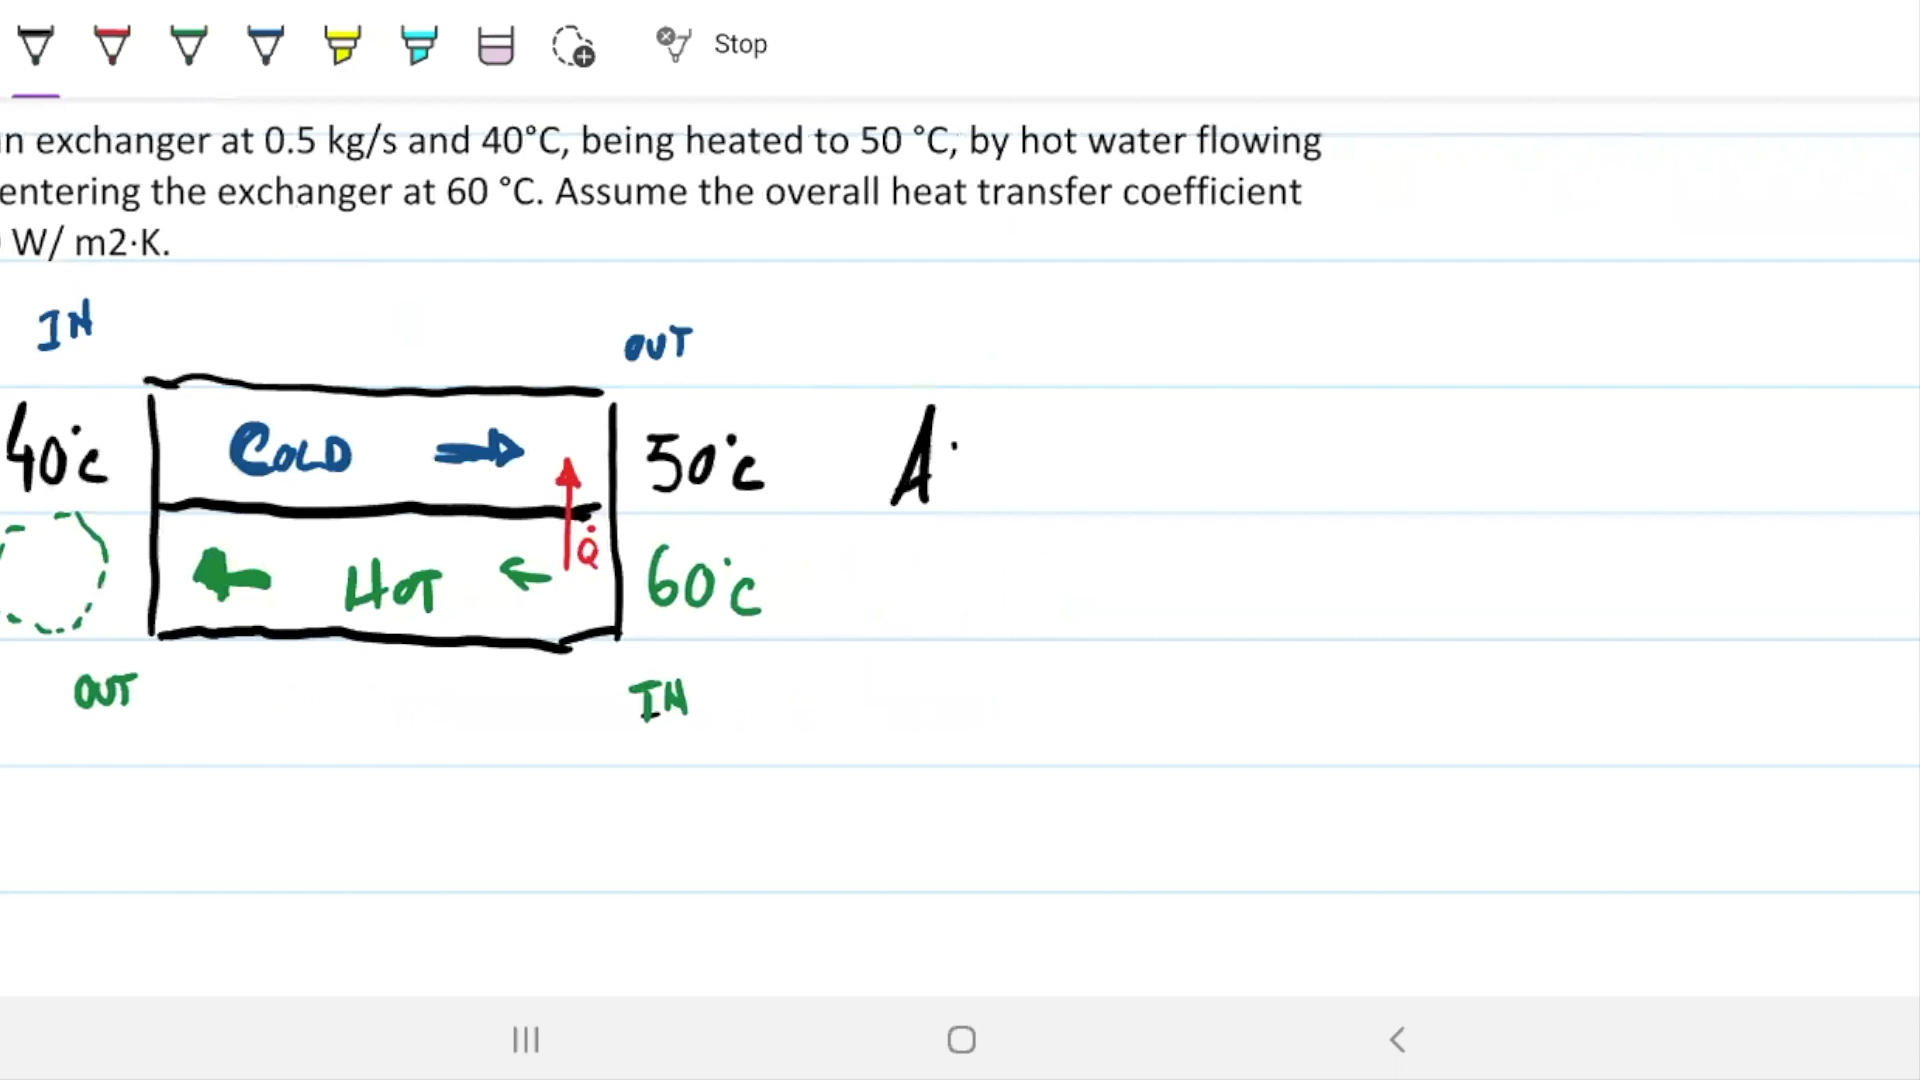 Stop
n exchanger at 0.5 kg/s and 40°C, being heated to 50 °C, by hot water flowing
entering the exchanger at 60 °C. Assume the overall heat transfer coefficient
W/ m2·K.
IN
OUT
40°C
COLD
50°C
A
Q̇
HOT
60°C
OUT
IN